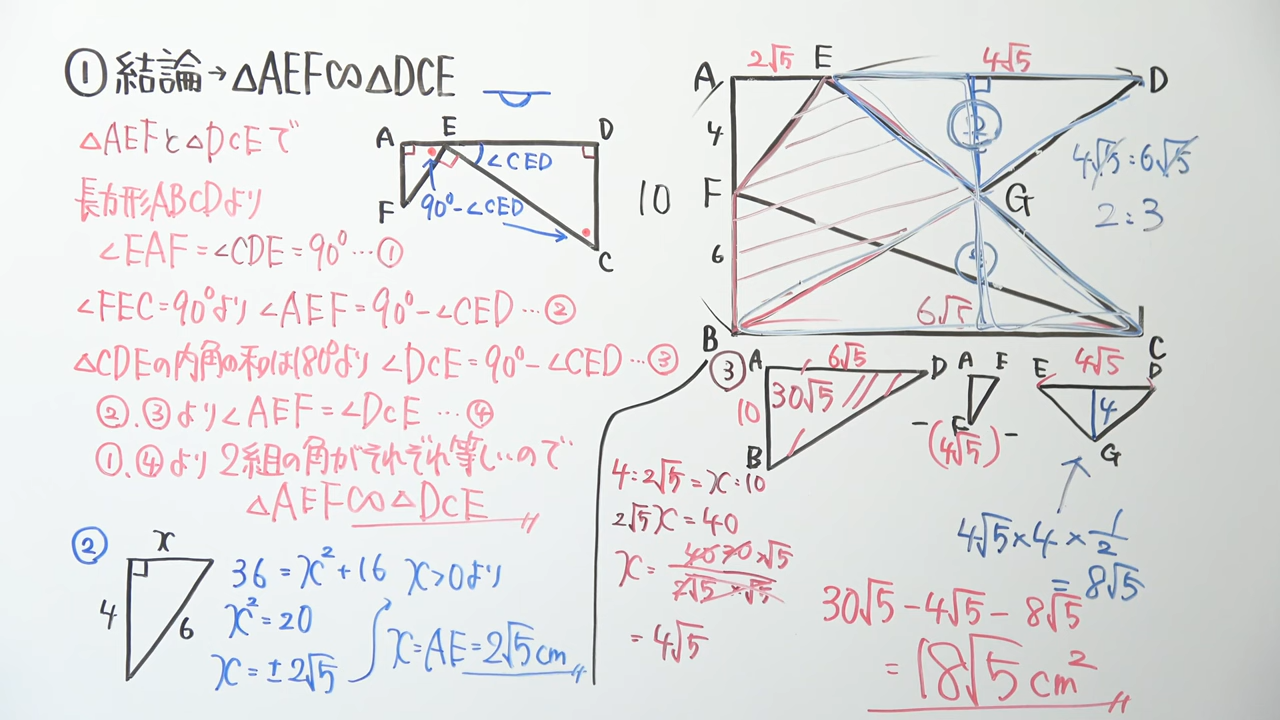 ① 結論→△AEF∽△DCE
△AEFと△DCEで
長方形ABCDより
∠EAF=∠CDE=90°…①
∠FEC=90°より ∠AEF=90°-∠CED…②
△CDEの内角の和は180°より ∠DCE=90°-∠CED…③
②.③より∠AEF=∠DCE …④
①.④より 2組の角がそれぞれ等しいので
△AEF∽△DCE
A E D
∠CED
F 90°-∠CED
C
②
x
4
6
36=x²+16 x>0より
x²=20
x=±2√5
x=AE=2√5cm
2√5 E 4√5
A D
4
10 F G
6
B 6√5 C
4√5:6√5
2:3
③
A 6√5 D
10 30√5
B
A E
F
-(4√5)-
4√5
E D
4
G
4:2√5=x:10
2√5x=40
x=40 20×√5
2√5×√5
=4√5
4√5×4×1/2
=8√5
30√5-4√5-8√5
=18√5cm²